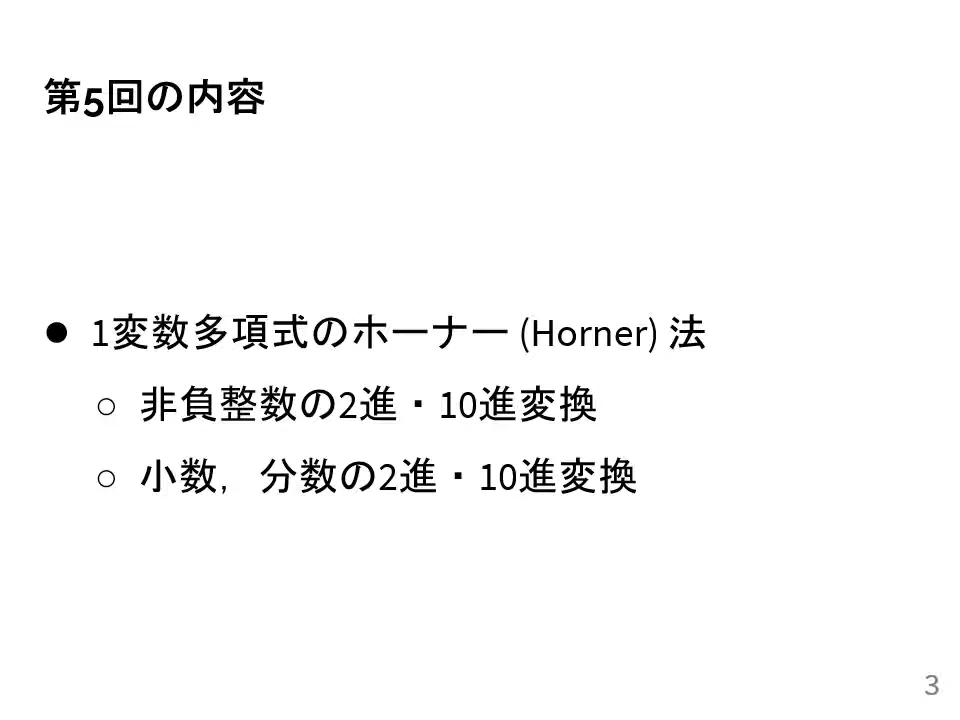 第5回の内容
● 1変数多項式のホーナー (Horner) 法
○ 非負整数の2進・10進変換
○ 小数，分数の2進・10進変換
3